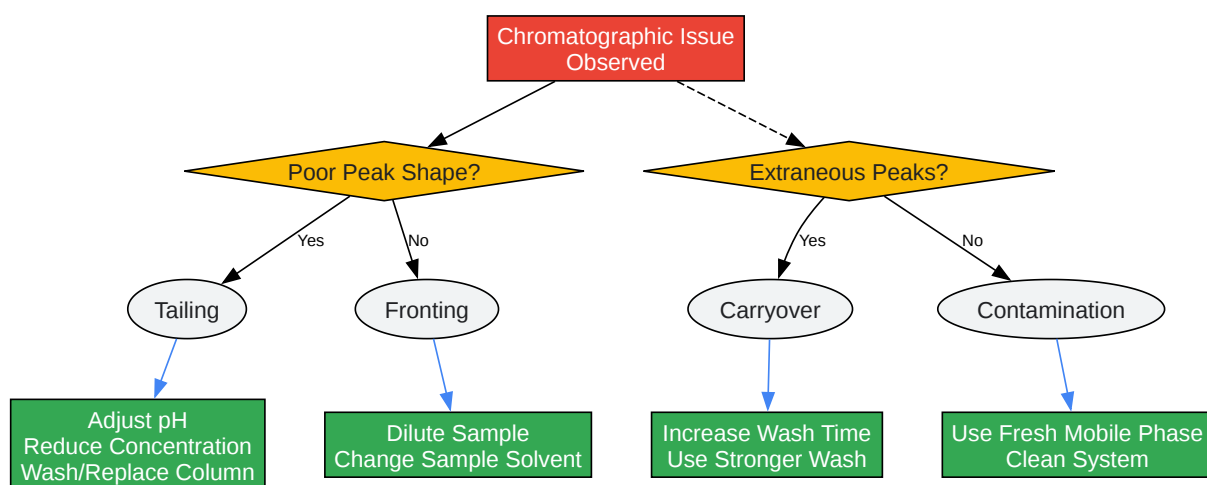 Chromatographic Issue
Observed
Poor Peak Shape?
Extraneous Peaks?
Yes
No
Yes
No
Tailing
Fronting
Carryover
Contamination
Adjust pH
Reduce Concentration
Wash/Replace Column
Dilute Sample
Change Sample Solvent
Increase Wash Time
Use Stronger Wash
Use Fresh Mobile Phase
Clean System